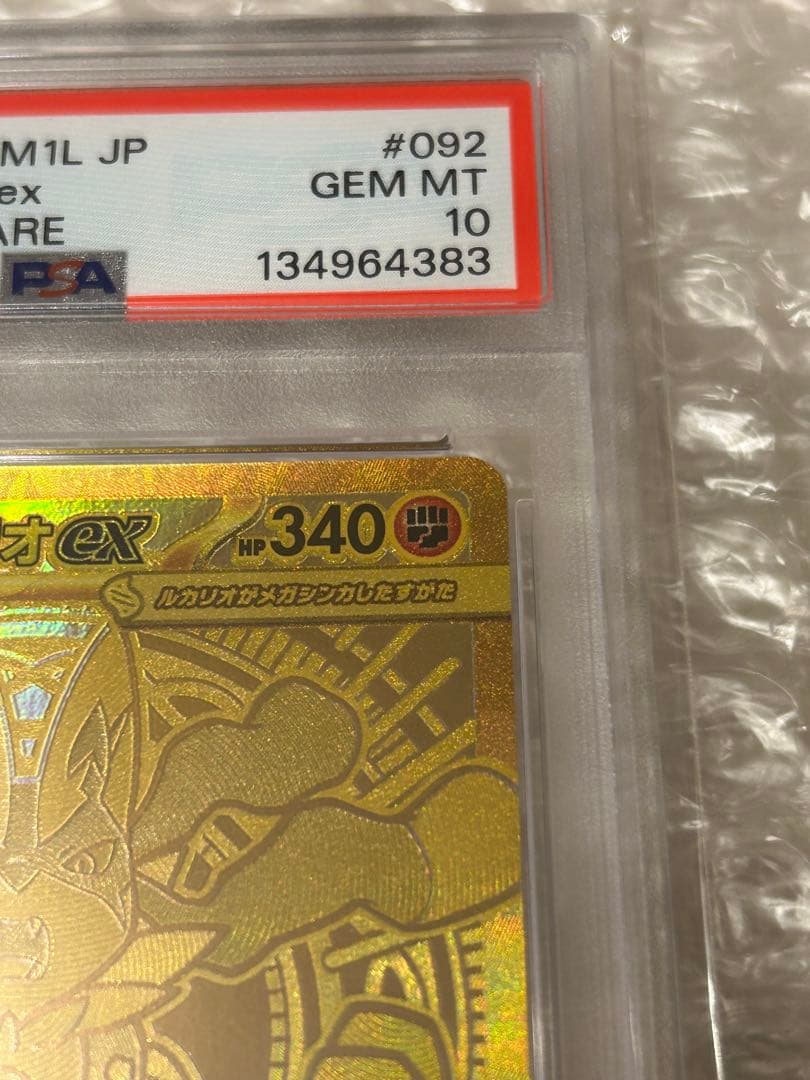 M1L JP #092
ex GEM MT
ARE 10
PSA 134964383
オex HP340
ルカリオがメガシンカしたすがた